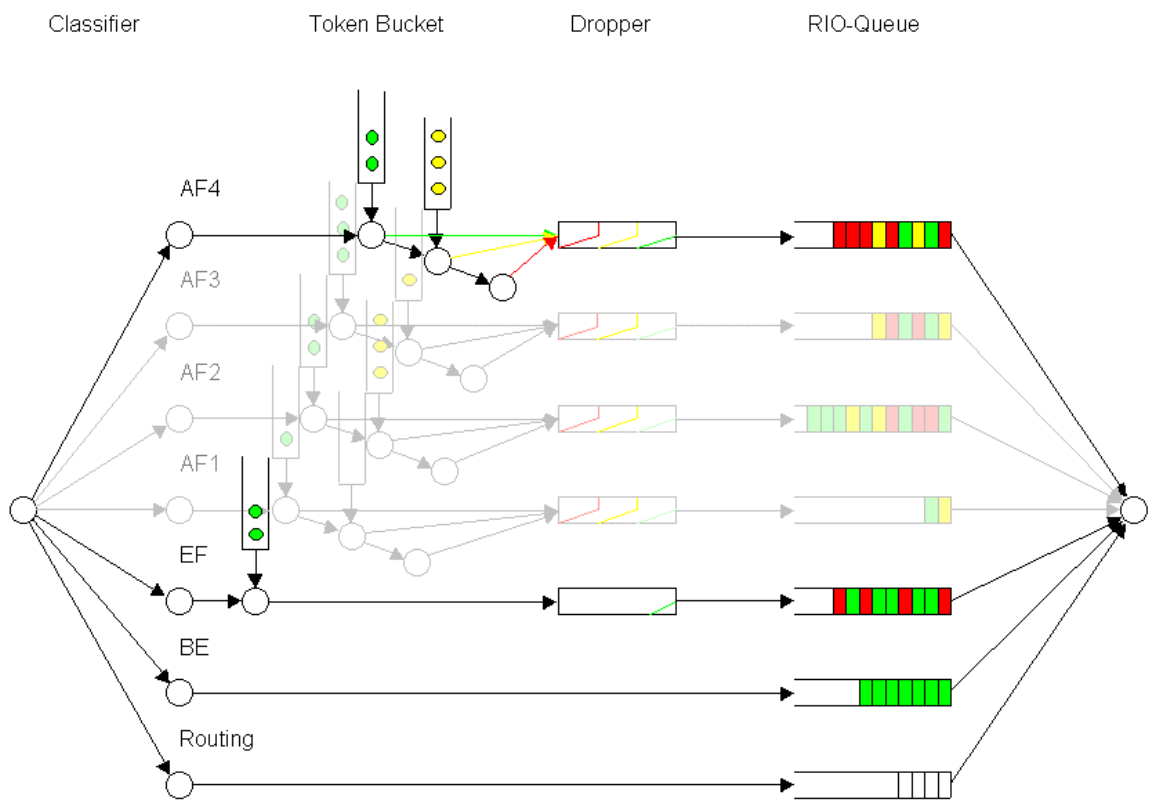 Classifier Token Bucket Dropper RIO-Queue
AF4
AF3
AF2
AF1
EF
BE
Routing